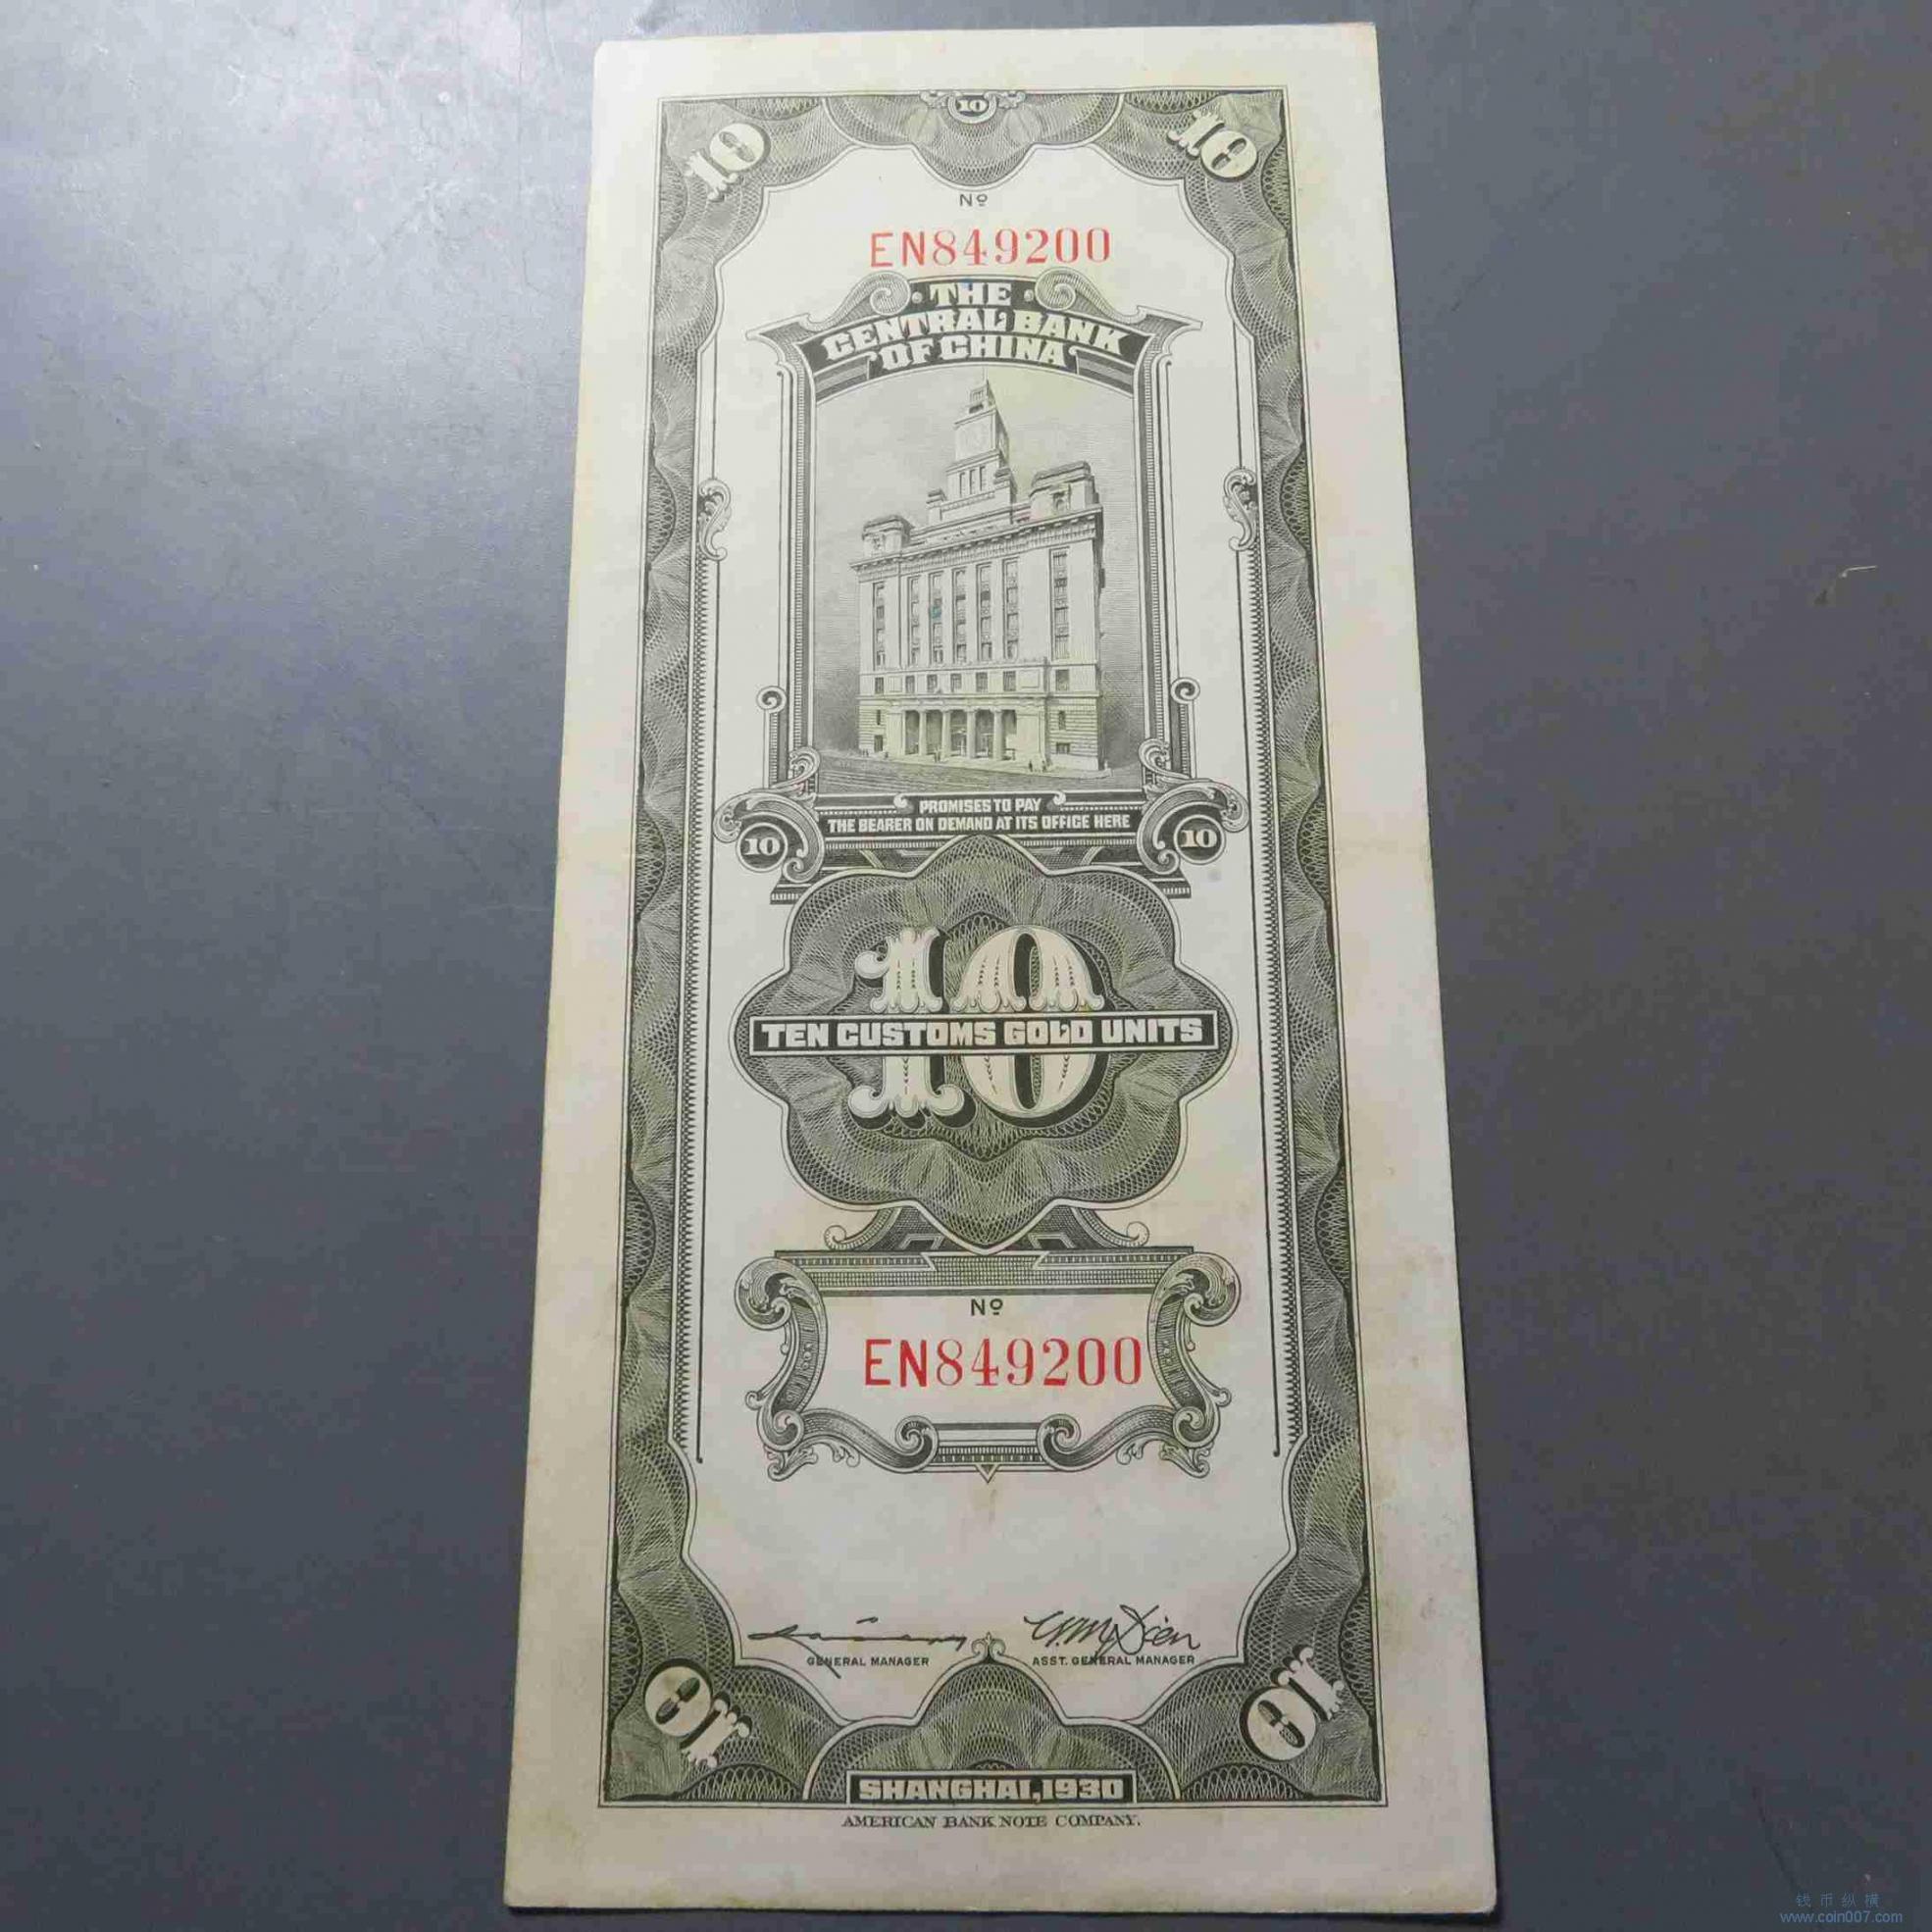 10
10 10
Nº
EN849200
THE
CENTRAL BANK
OF CHINA
PROMISES TO PAY
THE BEARER ON DEMAND AT ITS OFFICE HERE
10 10
10
TEN CUSTOMS GOLD UNITS
Nº
EN849200
GENERAL MANAGER ASST. GENERAL MANAGER
10 10
SHANGHAI, 1930
AMERICAN BANK NOTE COMPANY.
钱币纵横
www.coin007.com